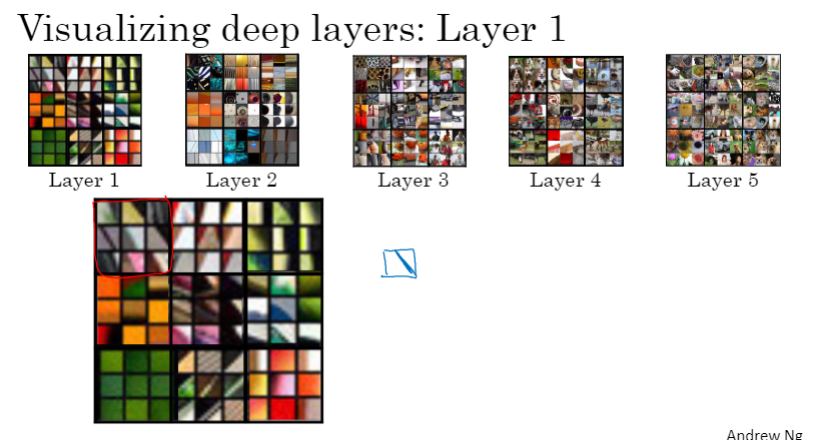 Visualizing deep layers: Layer 1
Layer 1
Layer 2
Layer 3
Layer 4
Layer 5
Andrew Ng